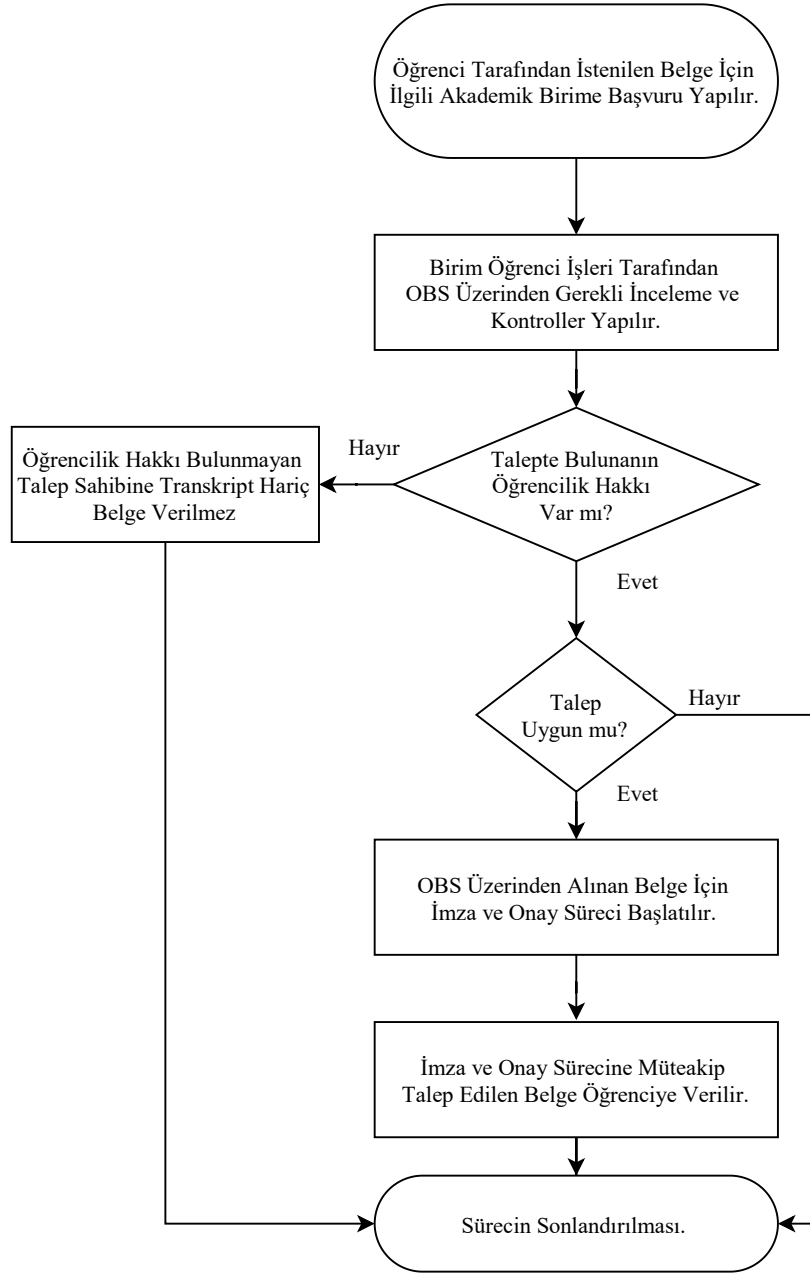 Öğrenci Tarafından İstenilen Belge İçin
İlgili Akademik Birime Başvuru Yapılır.
Birim Öğrenci İşleri Tarafından
OBS Üzerinden Gerekli İnceleme ve
Kontroller Yapılır.
Hayır
Öğrencilik Hakkı Bulunmayan
Talep Sahibine Transkript Hariç
Belge Verilmez
Talepte Bulunanın
Öğrencilik Hakkı
Var mı?
Evet
Talep
Uygun mu?
Hayır
Evet
OBS Üzerinden Alınan Belge İçin
İmza ve Onay Süreci Başlatılır.
İmza ve Onay Sürecine Müteakip
Talep Edilen Belge Öğrenciye Verilir.
Sürecin Sonlandırılması.